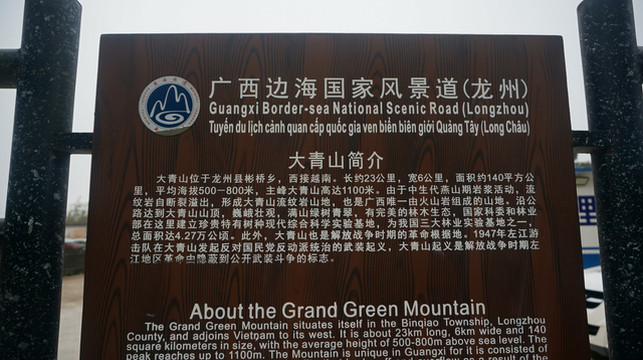 广西边海国家风景道(龙州)
Guangxi Border-sea National Scenic Road (Longzhou)
Tuyến du lịch cảnh quan cấp quốc gia ven biển biên giới Quảng Tây (Long Châu)
大青山简介
大青山位于龙州县彬桥乡，西接越南。长约23公里，宽6公里，面积约140平方公
里，平均海拔500－800米，主峰大青山高达1100米。由于中生代燕山期岩浆活动，流
纹岩自断裂溢出，形成大青山流纹岩山地，也是广西唯一由火山岩组成的山地。沿公
路达到大青山山顶，巍峨壮观，满山绿树青翠，有完美的林木生态，国家科委和林业
部在这里建立珍贵特有树种现代综合科学实验基地，为我国三大林业实验基地之一，
总面积达4.27万公顷。此外，大青山也是解放战争时期的革命根据地。1947年左江游
击队在大青山发起反对国民党反动派统治的武装起义，大青山起义是解放战争时期左
江地区革命由隐蔽到公开武装斗争的标志。
About the Grand Green Mountain
The Grand Green Mountain situates itself in the Binqiao Township, Longzhou
County, and adjoins Vietnam to its west. It is about 23km long, 6km wide and 140
square kilometers in size, with the average height of 500-800m above sea level. The
peak reaches up to 1100m. The Mountain is unique in Guangxi for it is consisted of